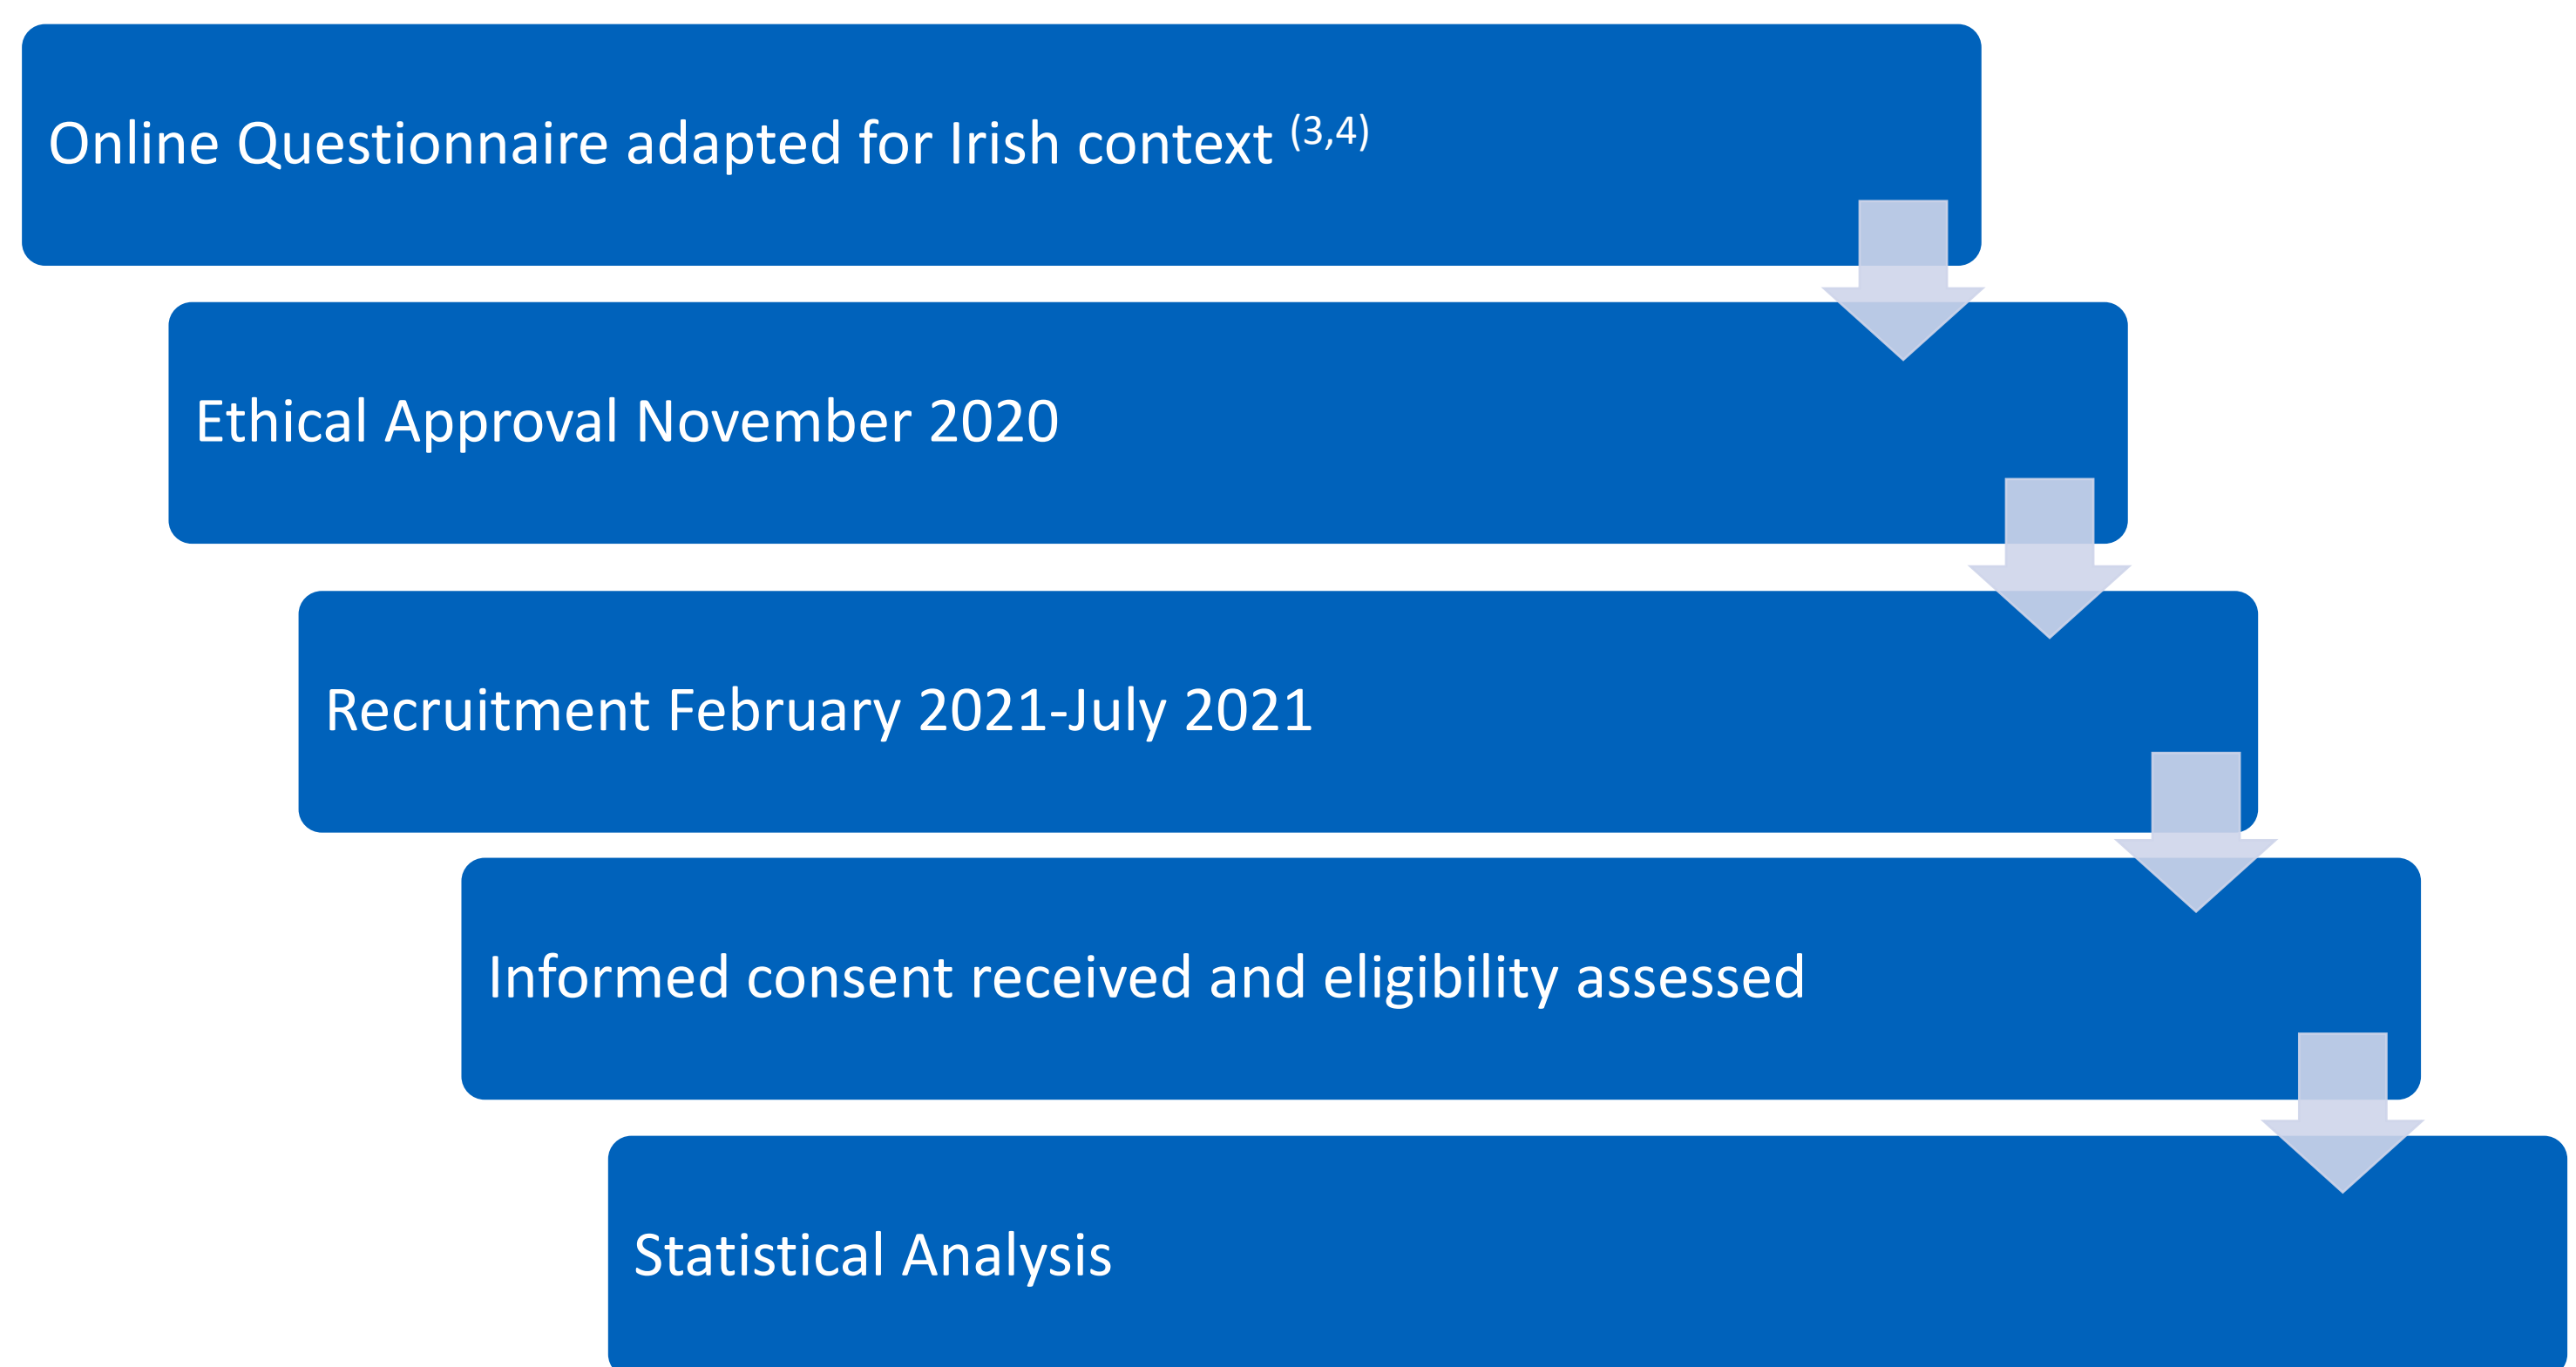 Online Questionnaire adapted for Irish context (3,4)
Ethical Approval November 2020
Recruitment February 2021-July 2021
Informed consent received and eligibility assessed
Statistical Analysis